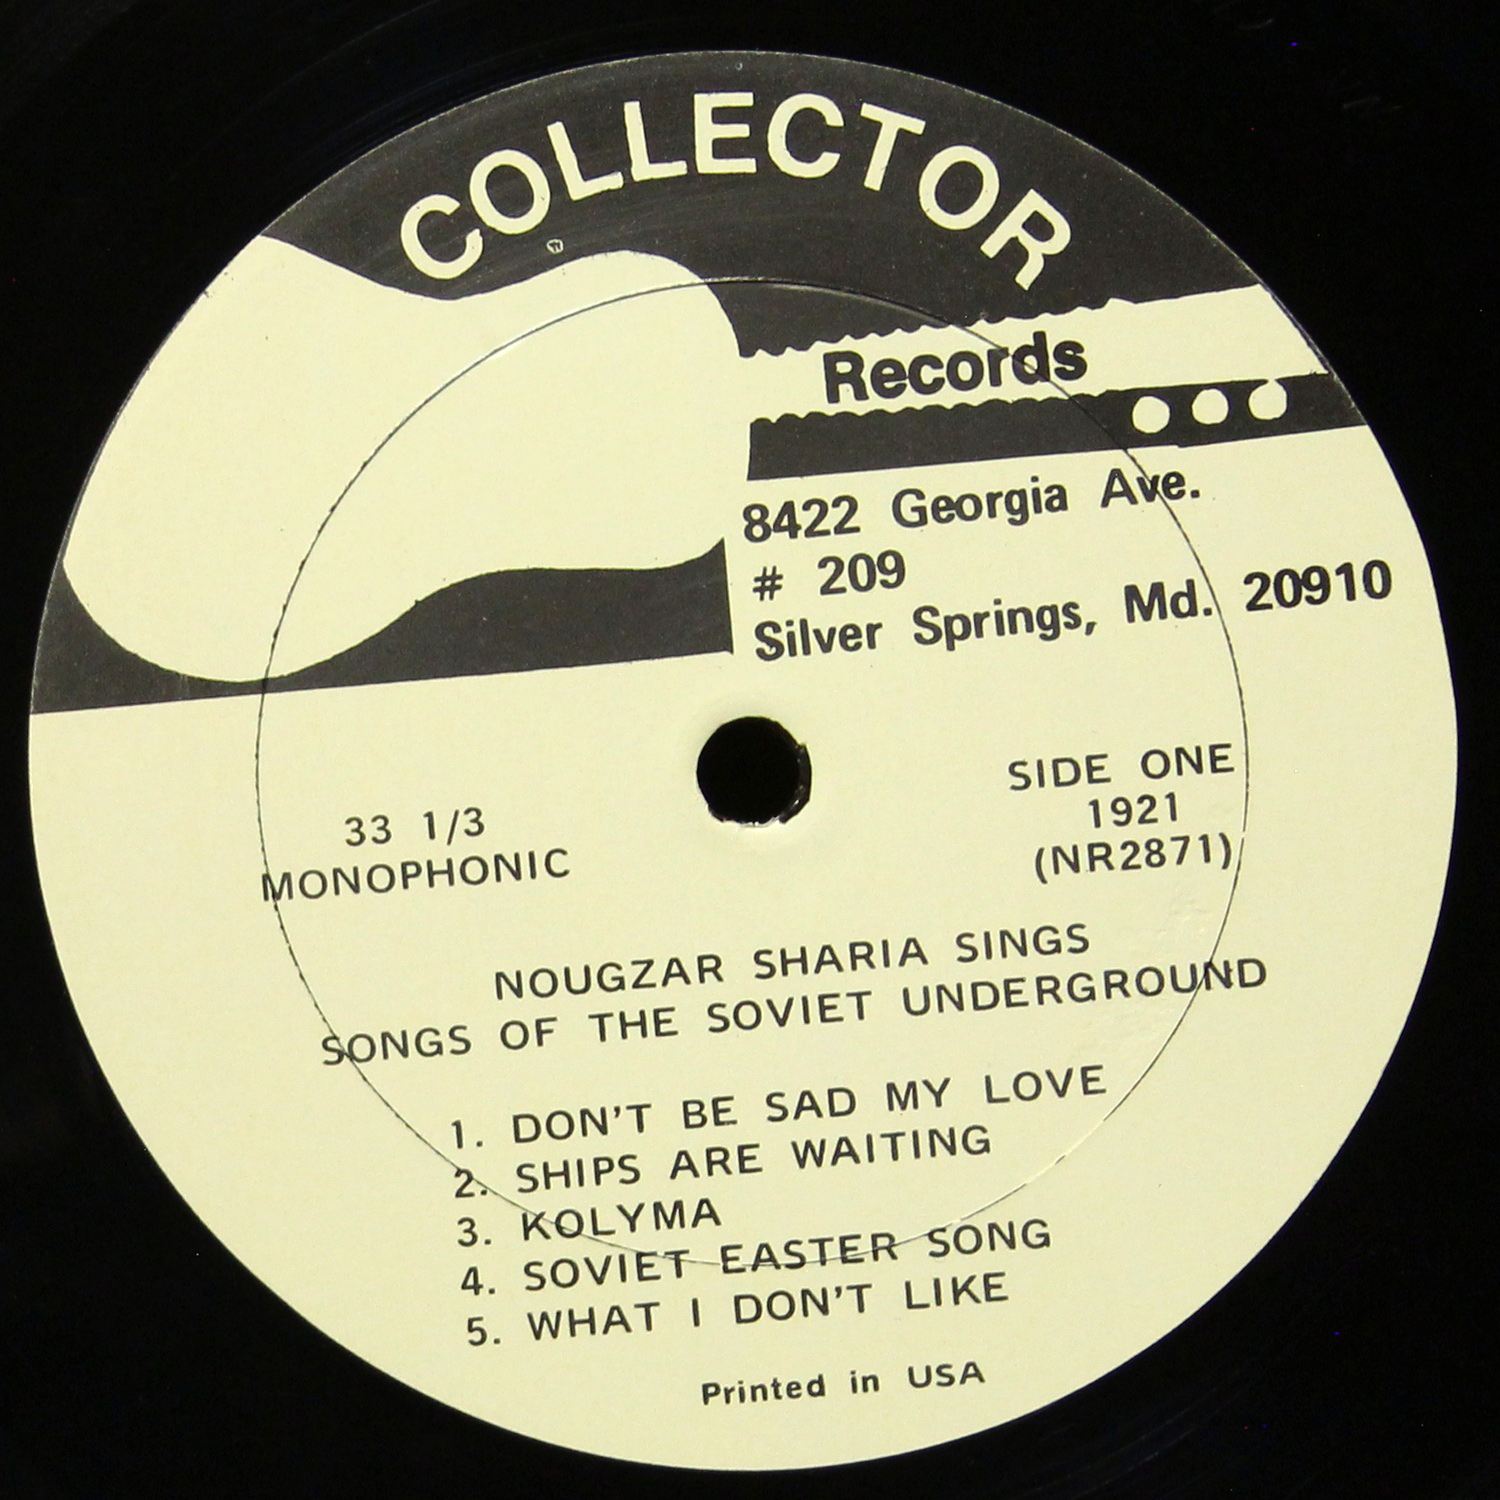 COLLECTOR
Records
8422 Georgia Ave.
# 209
Silver Springs, Md. 20910
33 1/3
MONOPHONIC
SIDE ONE
1921
(NR2871)
NOUGZAR SHARIA SINGS
SONGS OF THE SOVIET UNDERGROUND
1. DON'T BE SAD MY LOVE
2. SHIPS ARE WAITING
3. KOLYMA
4. SOVIET EASTER SONG
5. WHAT I DON'T LIKE
Printed in USA